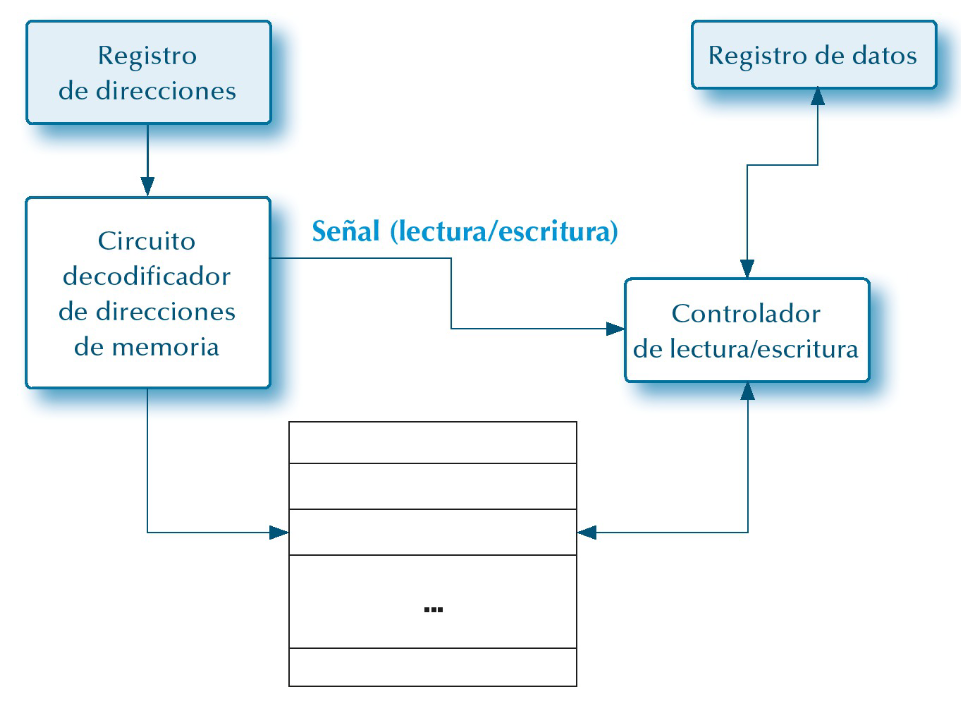 Registro
de direcciones
Registro de datos
Circuito
decodificador
de direcciones
de memoria
Señal (lectura/escritura)
Controlador
de lectura/escritura
...